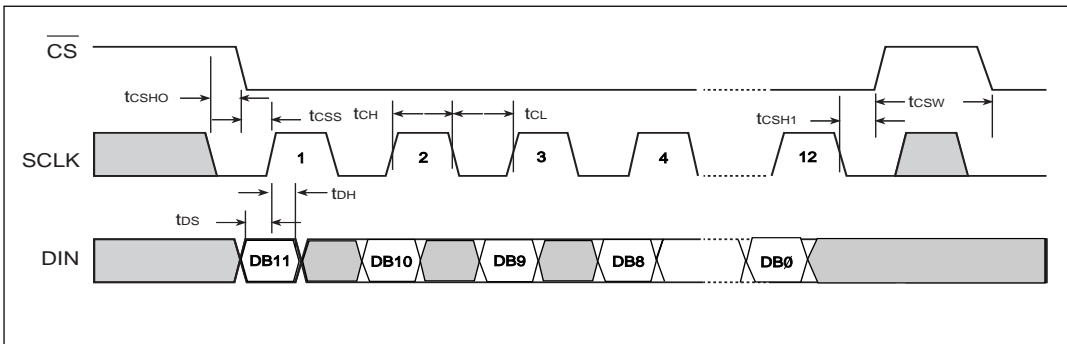 CS
tCSHO
tCSS
tCH
tCL
tCSH1
tCSW
SCLK
1
2
3
4
12
tDH
tDS
DIN
DB11
DB10
DB9
DB8
DBØ